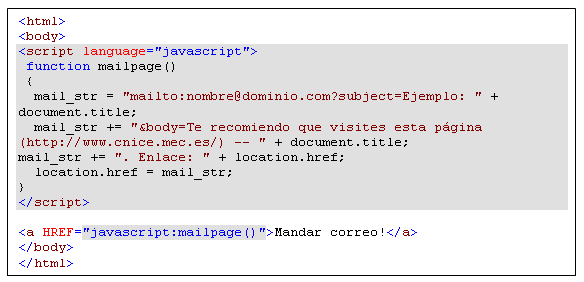 <html>
<body>
<script language="javascript">
function mailpage()
{
mail_str = "mailto:nombre@dominio.com?subject=Ejemplo: " +
document.title;
mail_str += "&body=Te recomiendo que visites esta página
(http://www.cnice.mec.es/) -- " + document.title;
mail_str += ". Enlace: " + location.href;
location.href = mail_str;
}
</script>
<a HREF="javascript:mailpage()">Mandar correo!</a>
</body>
</html>